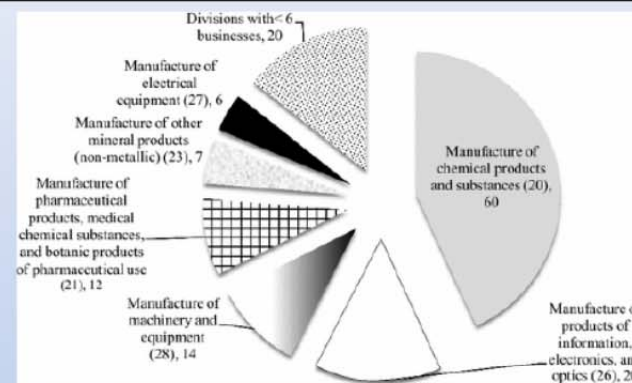 Divisions with< 6
businesses, 20
Manufacture of
electrical
equipment (27), 6
Manufacture of other
mineral products
(non-metallic) (23), 7
Manufacture of
pharmaceutical
products, medical
chemical substances,
and botanic products
of pharmaceutical use
(21), 12
Manufacture of
machinery and
equipment
(28), 14
Manufacture of
chemical products
and substances (20),
60
Manufacture
products of
information,
electronics,
optics (26),